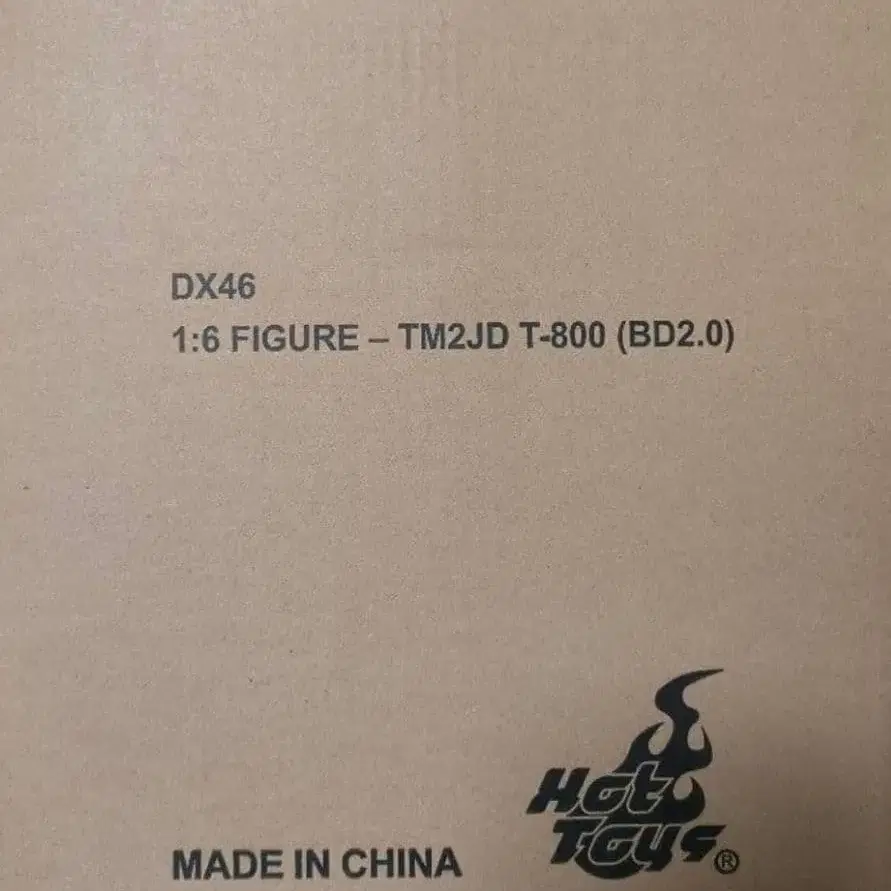 DX46
1:6 FIGURE – TM2JD T-800 (BD2.0)
Hot
Toys®
MADE IN CHINA